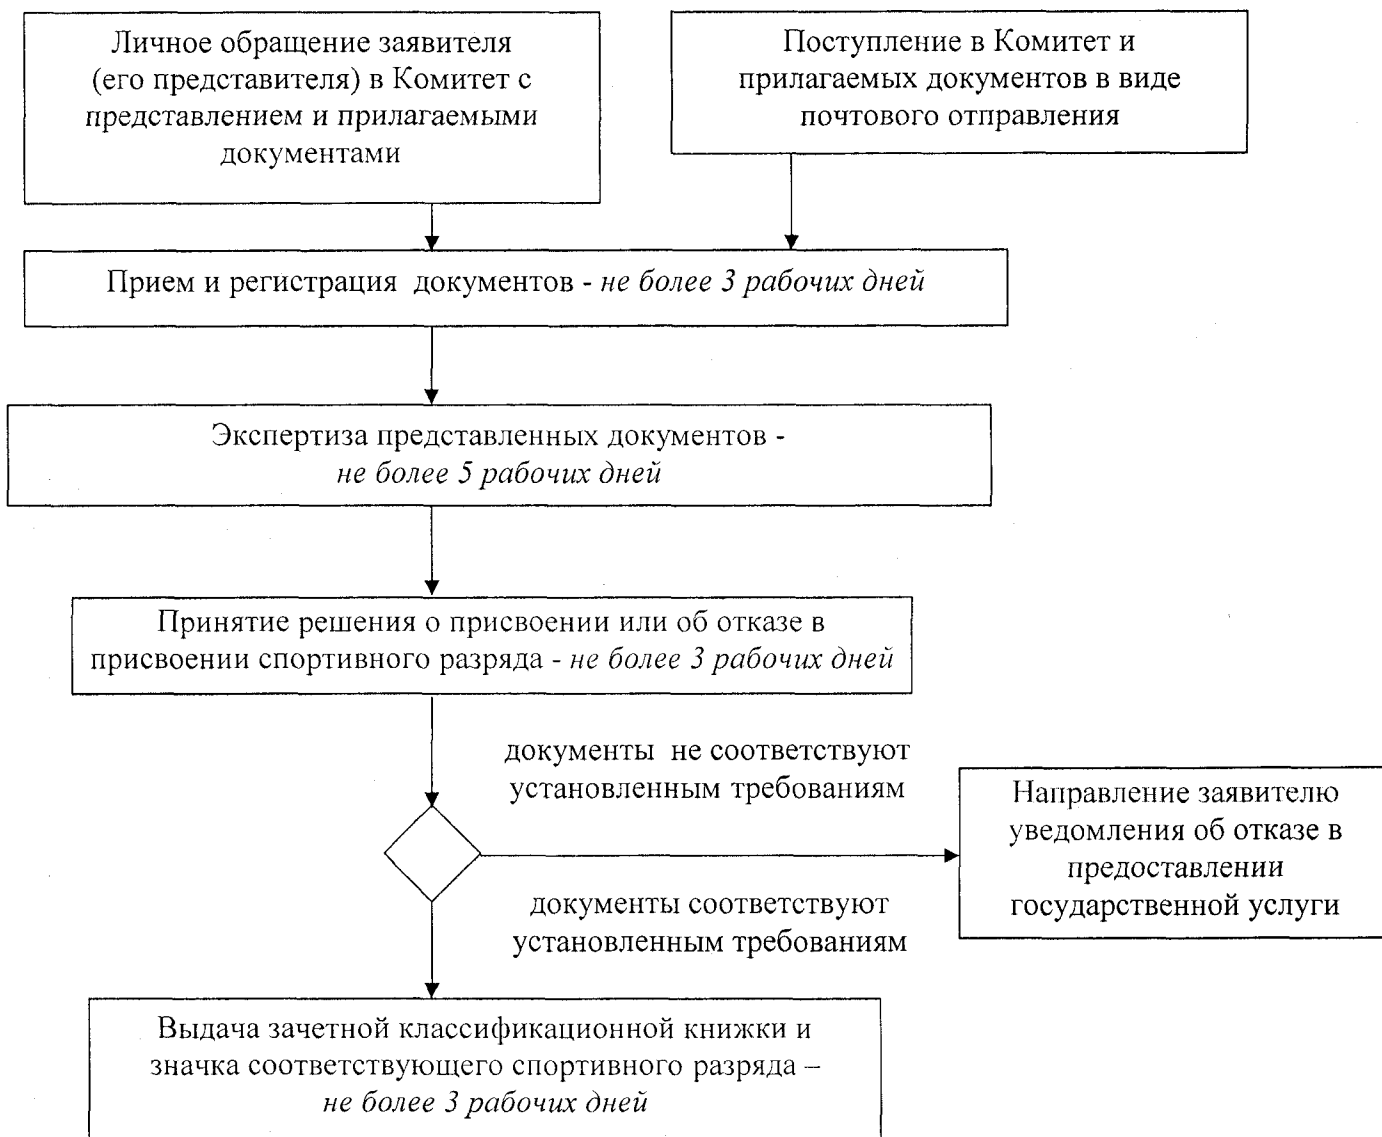 Личное обращение заявителя
(его представителя) в Комитет с
представлением и прилагаемыми
документами
Поступление в Комитет и
прилагаемых документов в виде
почтового отправления
Прием и регистрация документов - не более 3 рабочих дней
Экспертиза представленных документов -
не более 5 рабочих дней
Принятие решения о присвоении или об отказе в
присвоении спортивного разряда - не более 3 рабочих дней
документы не соответствуют
установленным требованиям
Направление заявителю
уведомления об отказе в
предоставлении
государственной услуги
документы соответствуют
установленным требованиям
Выдача зачетной классификационной книжки и
значка соответствующего спортивного разряда –
не более 3 рабочих дней